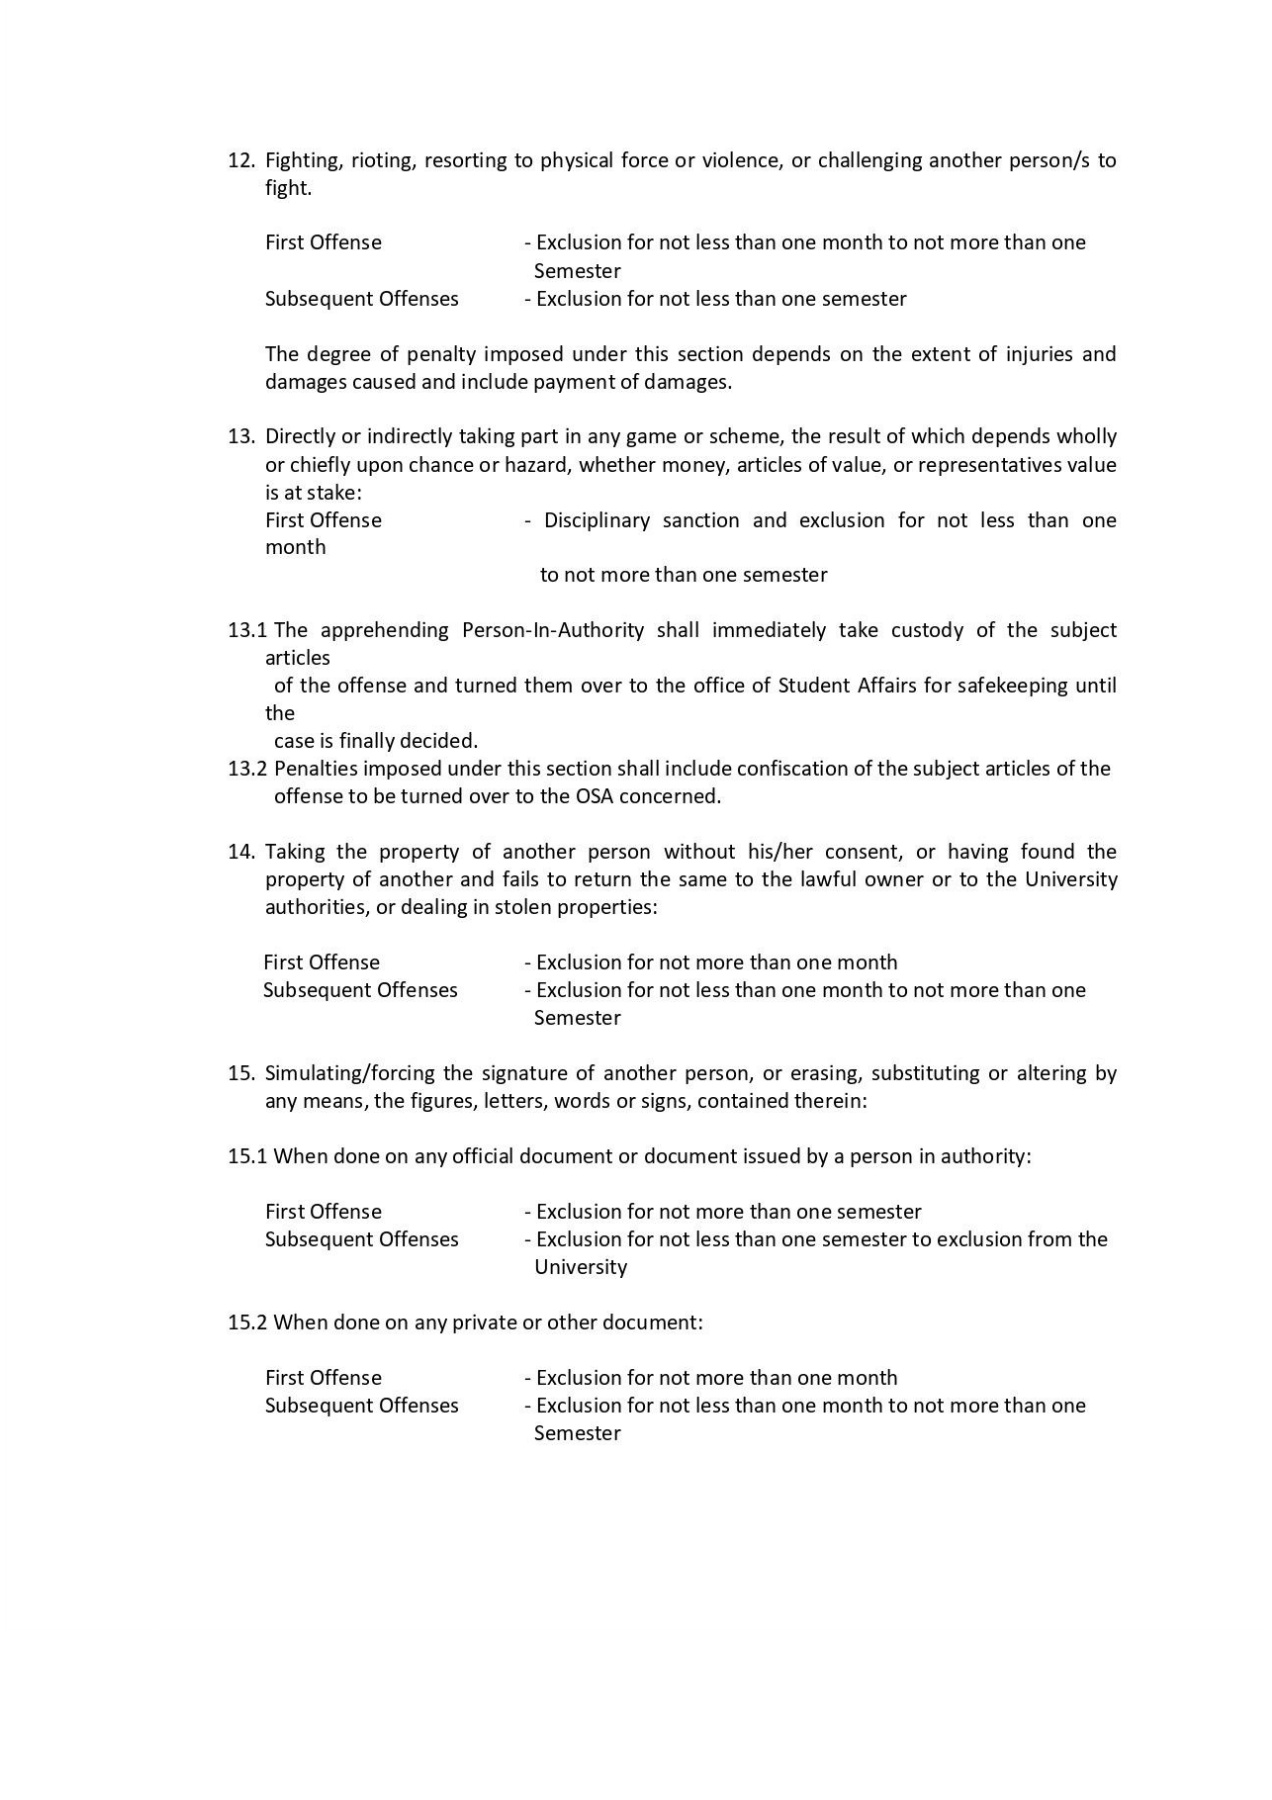 12. Fighting, rioting, resorting to physical force or violence, or challenging another person/s to
fight.
First Offense - Exclusion for not less than one month to not more than one
Semester
Subsequent Offenses - Exclusion for not less than one semester
The degree of penalty imposed under this section depends on the extent of injuries and
damages caused and include payment of damages.
13. Directly or indirectly taking part in any game or scheme, the result of which depends wholly
or chiefly upon chance or hazard, whether money, articles of value, or representatives value
is at stake:
First Offense - Disciplinary sanction and exclusion for not less than one
month
to not more than one semester
13.1 The apprehending Person-In-Authority shall immediately take custody of the subject
articles
of the offense and turned them over to the office of Student Affairs for safekeeping until
the
case is finally decided.
13.2 Penalties imposed under this section shall include confiscation of the subject articles of the
offense to be turned over to the OSA concerned.
14. Taking the property of another person without his/her consent, or having found the
property of another and fails to return the same to the lawful owner or to the University
authorities, or dealing in stolen properties:
First Offense - Exclusion for not more than one month
Subsequent Offenses - Exclusion for not less than one month to not more than one
Semester
15. Simulating/forcing the signature of another person, or erasing, substituting or altering by
any means, the figures, letters, words or signs, contained therein:
15.1 When done on any official document or document issued by a person in authority:
First Offense - Exclusion for not more than one semester
Subsequent Offenses - Exclusion for not less than one semester to exclusion from the
University
15.2 When done on any private or other document:
First Offense - Exclusion for not more than one month
Subsequent Offenses - Exclusion for not less than one month to not more than one
Semester